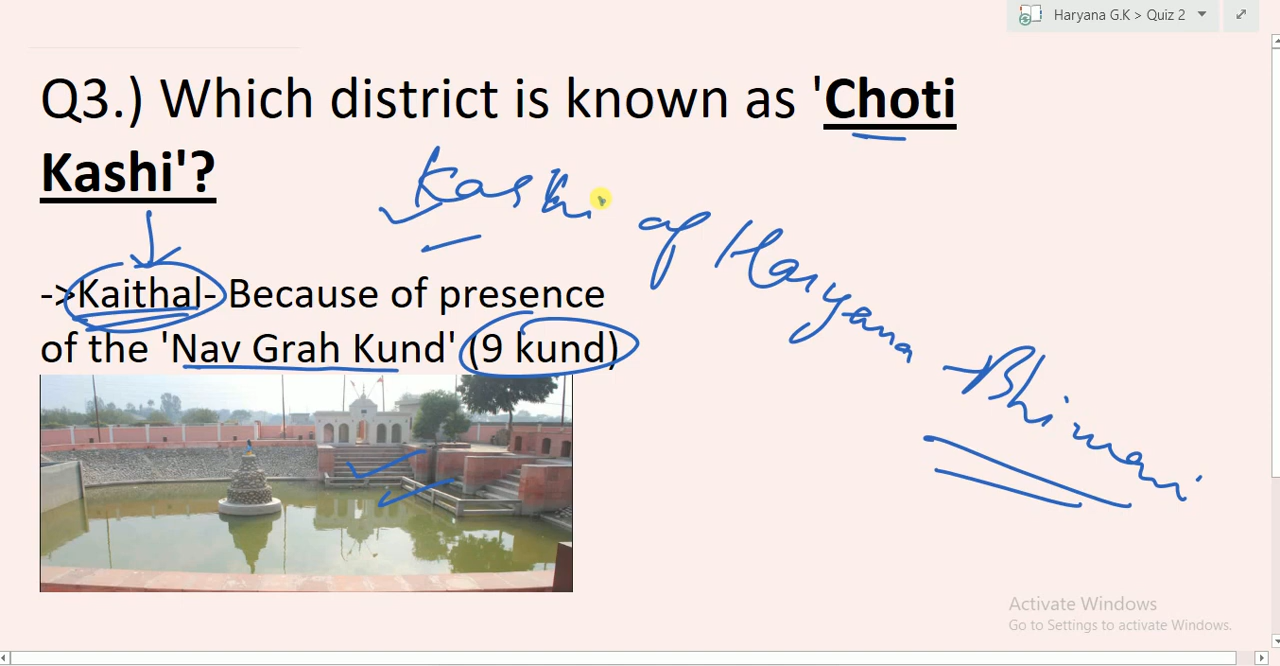 Haryana G.K > Quiz 2
Q3.) Which district is known as 'Choti
Kashi'?
Kashi of Haryana - Bhiwani
->Kaithal- Because of presence
of the 'Nav Grah Kund' (9 kund)
Activate Windows
Go to Settings to activate Windows.